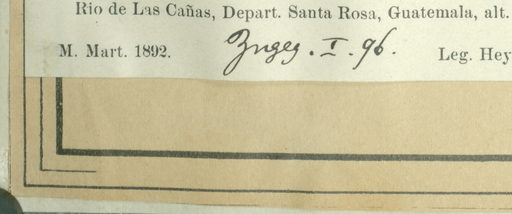 Rio de Las Cañas, Depart. Santa Rosa, Guatemala, alt.
M. Mart. 1892. Zugeg. I. 96. Leg. Hey